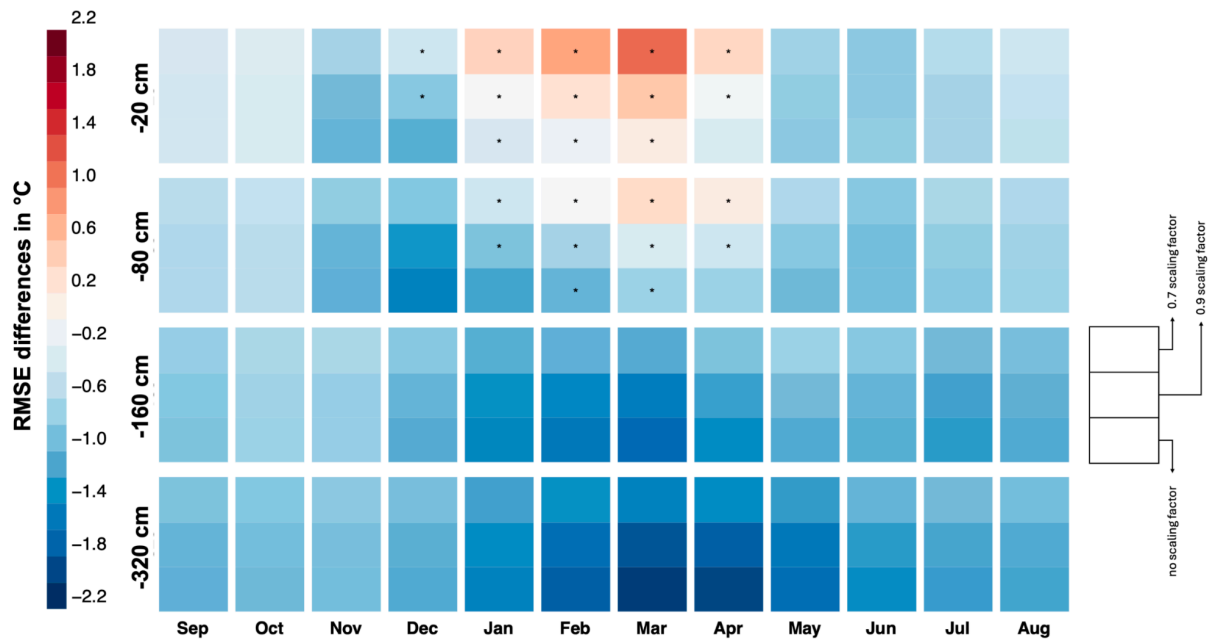 RMSE differences in °C
2.2
1.8
1.4
1.0
0.6
0.2
−0.2
−0.6
−1.0
−1.4
−1.8
−2.2
-20 cm
* * * * *
* * * * *
* * *
-80 cm
* * * *
* * * *
* *
-160 cm
-320 cm
Sep Oct Nov Dec Jan Feb Mar Apr May Jun Jul Aug
0.7 scaling factor
0.9 scaling factor
no scaling factor